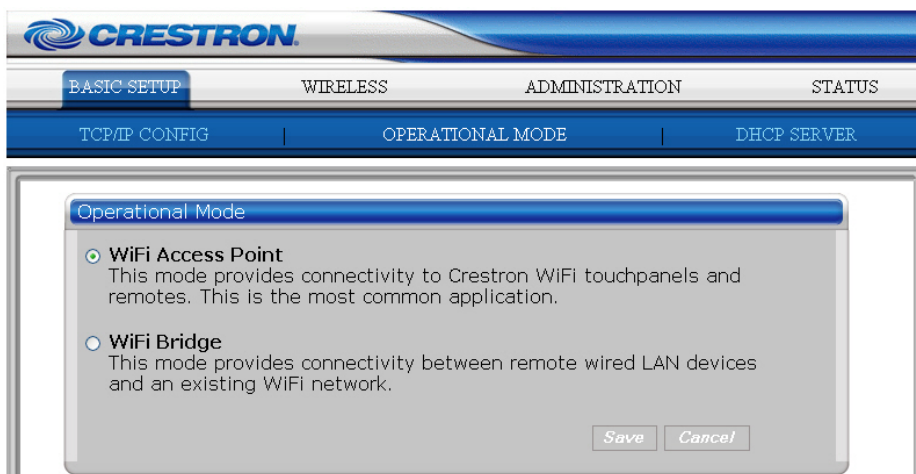 CRESTRON.
BASIC SETUP WIRELESS ADMINISTRATION STATUS
TCP/IP CONFIG | OPERATIONAL MODE | DHCP SERVER
Operational Mode
WiFi Access Point
This mode provides connectivity to Crestron WiFi touchpanels and
remotes. This is the most common application.
WiFi Bridge
This mode provides connectivity between remote wired LAN devices
and an existing WiFi network.
Save Cancel